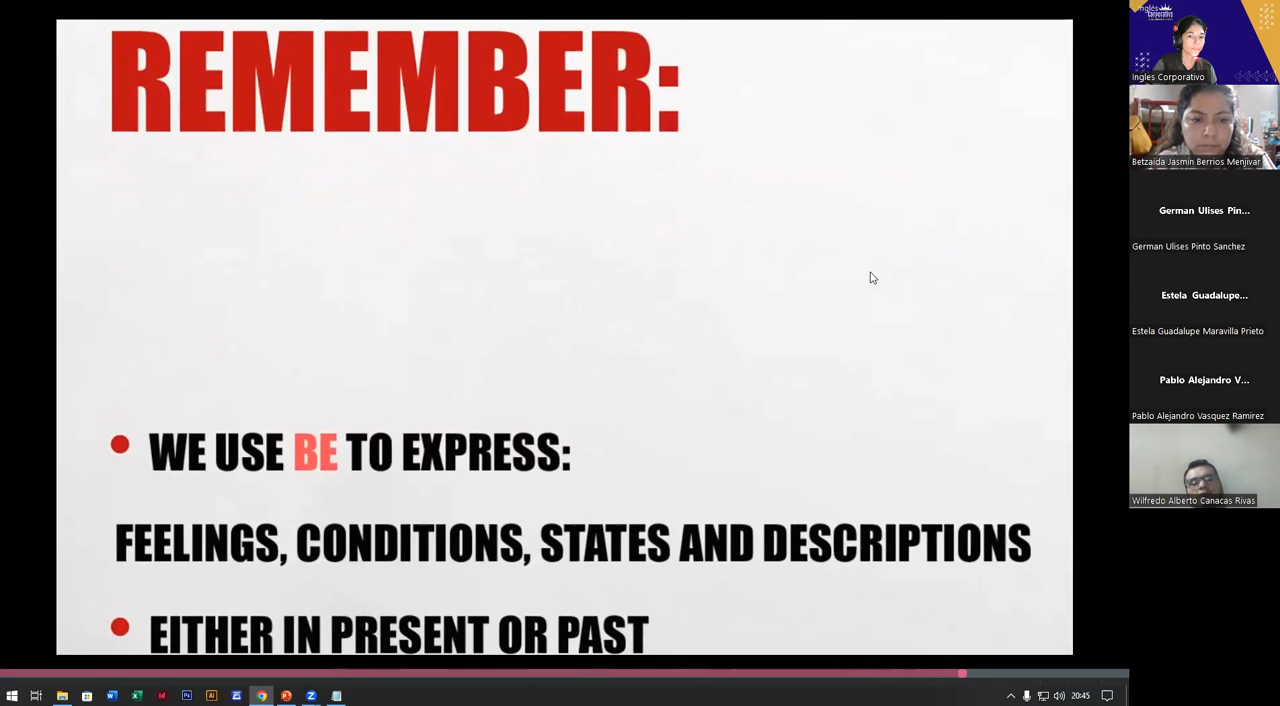 REMEMBER:
• WE USE BE TO EXPRESS:
FEELINGS, CONDITIONS, STATES AND DESCRIPTIONS
• EITHER IN PRESENT OR PAST
Inglés
Corporativo
Ingles Corporativo
Betzaida Jasmin Berrios Menjivar
German Ulises Pin...
German Ulises Pinto Sanchez
Estela Guadalupe...
Estela Guadalupe Maravilla Prieto
Pablo Alejandro V...
Pablo Alejandro Vasquez Ramirez
Wilfredo Alberto Canacas Rivas
20:45